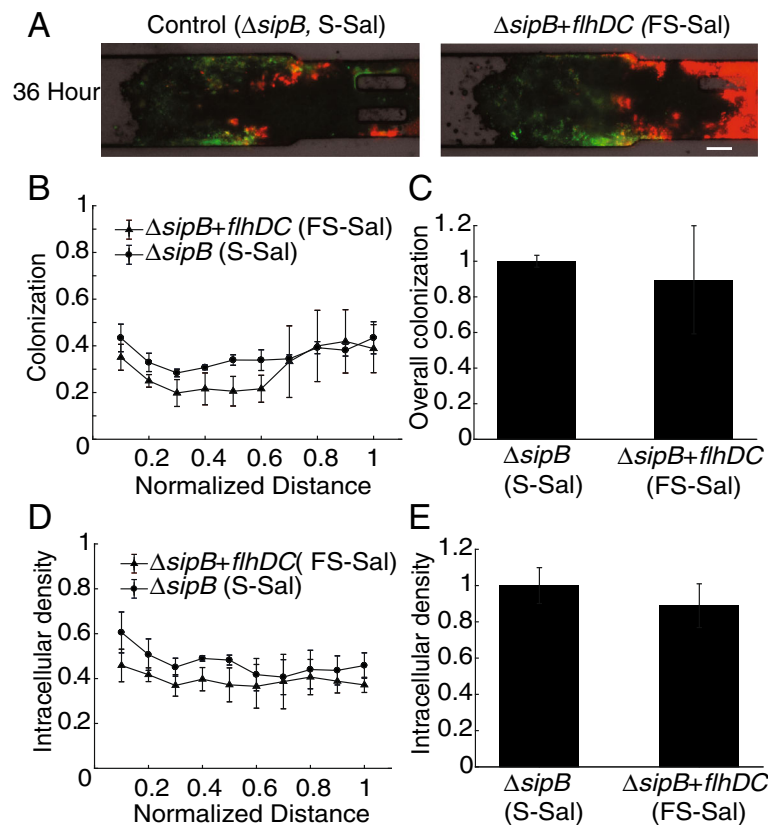 A
Control (ΔsipB, S-Sal)
ΔsipB+flhDC (FS-Sal)
36 Hour
B
1
0.8
0.6
0.4
0.2
0
Colonization
ΔsipB+flhDC (FS-Sal)
ΔsipB (S-Sal)
0.2 0.4 0.6 0.8 1
Normalized Distance
C
1.2
1
0.8
0.6
0.4
0.2
0
Overall colonization
ΔsipB
(S-Sal)
ΔsipB+flhDC
(FS-Sal)
D
1
0.8
0.6
0.4
0
Intracellular density
ΔsipB+flhDC( FS-Sal)
ΔsipB (S-Sal)
0.2 0.4 0.6 0.8 1
Normalized Distance
E
1.2
1
0.8
0.6
0.4
0.2
0
Intracellular density
ΔsipB
(S-Sal)
ΔsipB+flhDC
(FS-Sal)